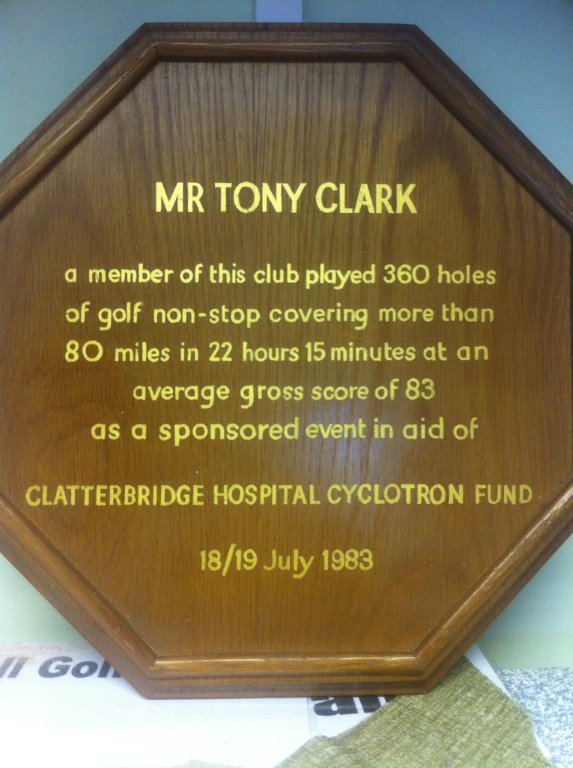 MR TONY CLARK
a member of this club played 360 holes
of golf non-stop covering more than
80 miles in 22 hours 15 minutes at an
average gross score of 83
as a sponsored event in aid of
CLATTERBRIDGE HOSPITAL CYCLOTRON FUND
18/19 July 1983